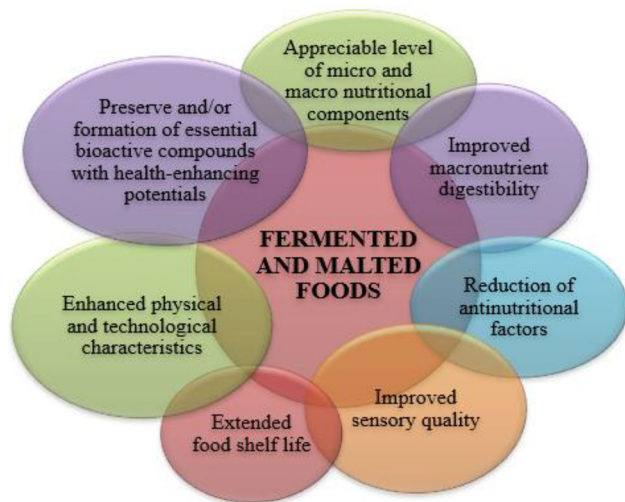 Appreciable level
of micro and
macro nutritional
components
Improved
macronutrient
digestibility
Reduction of
antinutritional
factors
Improved
sensory quality
Extended
food shelf life
Enhanced physical
and technological
characteristics
Preserve and/or
formation of essential
bioactive compounds
with health-enhancing
potentials
FERMENTED
AND MALTED
FOODS